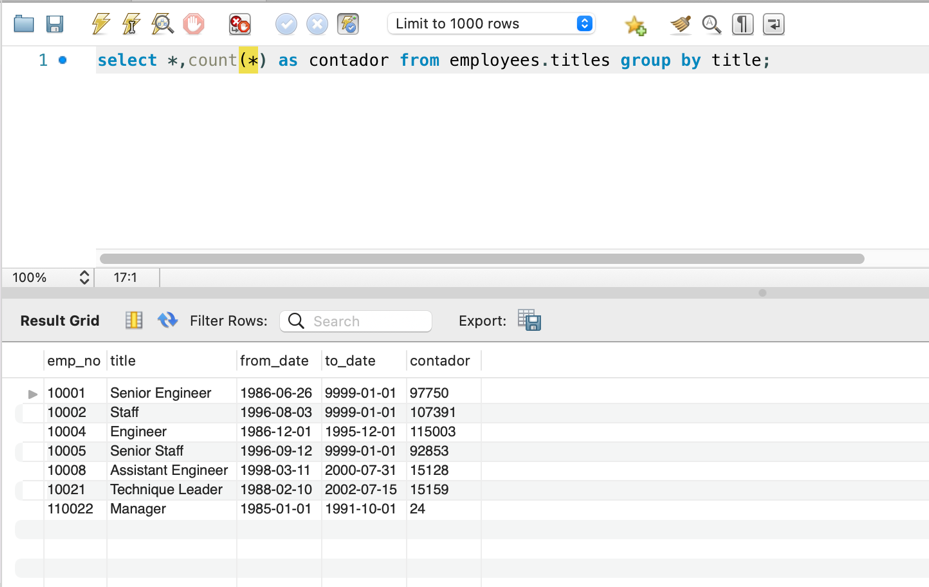 Limit to 1000 rows
1 select *,count(*) as contador from employees.titles group by title;
100% 17:1
Result Grid Filter Rows: Search Export:
emp_no title from_date to_date contador
10001 Senior Engineer 1986-06-26 9999-01-01 97750
10002 Staff 1996-08-03 9999-01-01 107391
10004 Engineer 1986-12-01 1995-12-01 115003
10005 Senior Staff 1996-09-12 9999-01-01 92853
10008 Assistant Engineer 1998-03-11 2000-07-31 15128
10021 Technique Leader 1988-02-10 2002-07-15 15159
110022 Manager 1985-01-01 1991-10-01 24